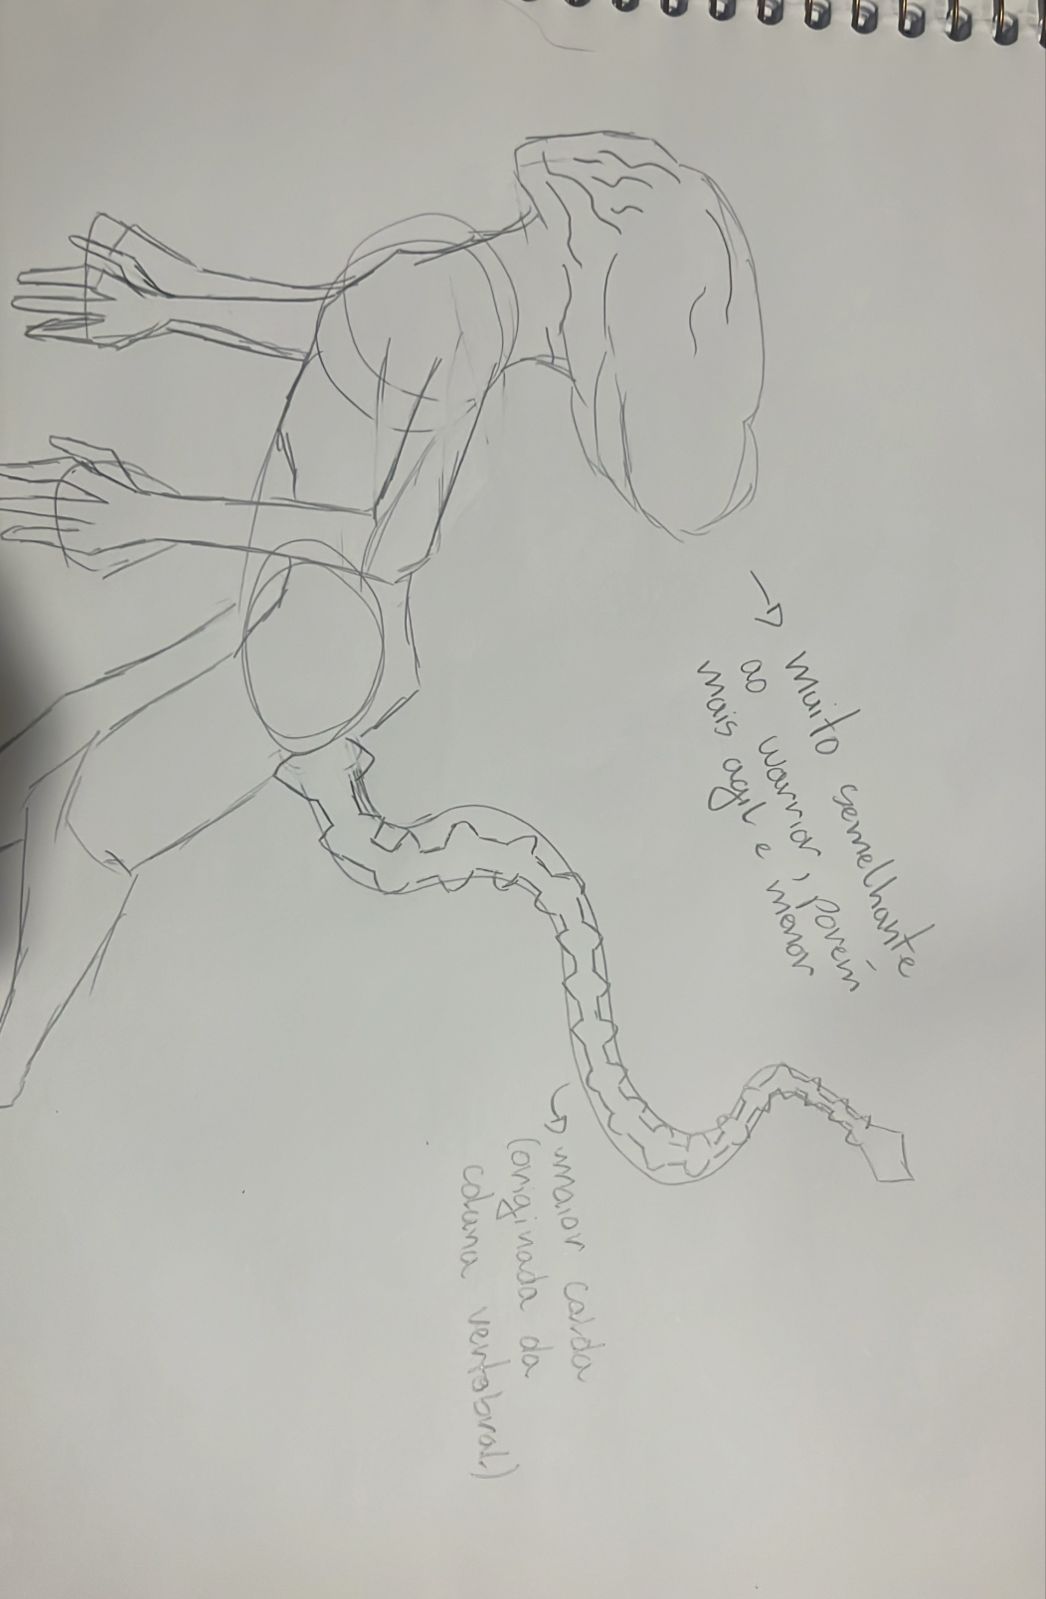 muito semelhante
ao warrior, porém
mais agil e menor
maior calda
(originada da
coluna vertebral)